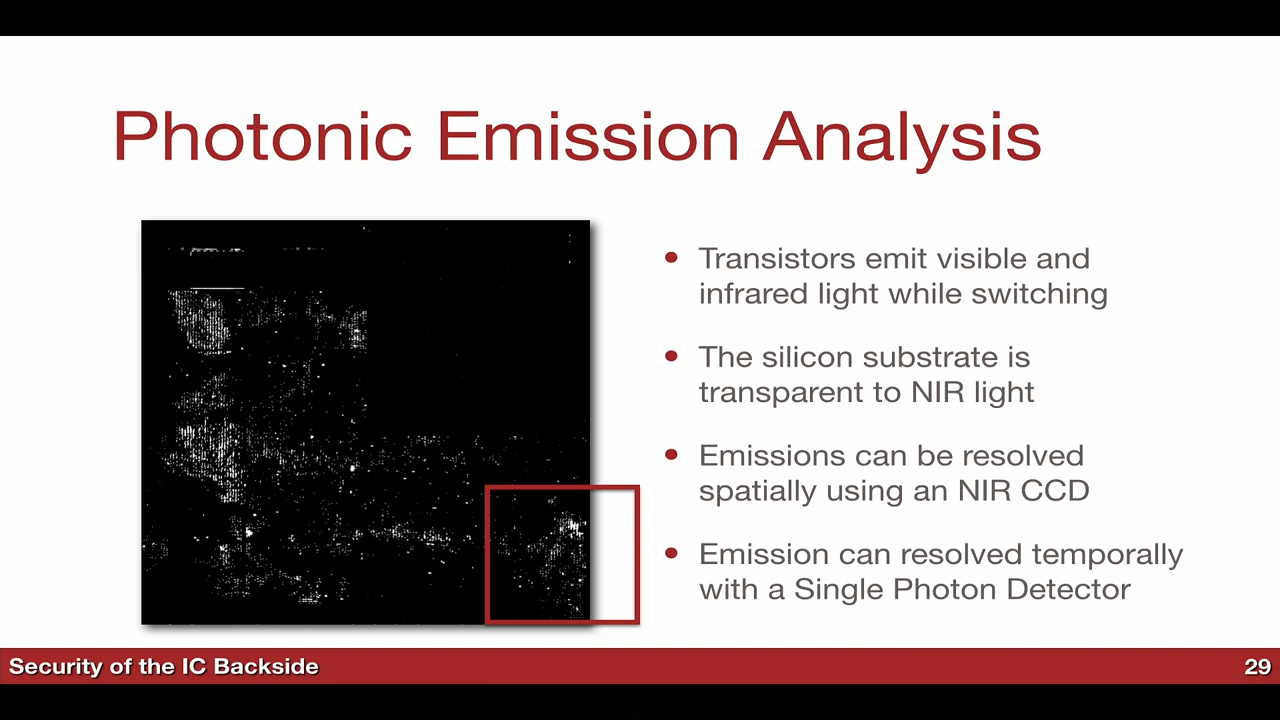 Photonic Emission Analysis
• Transistors emit visible and
infrared light while switching
• The silicon substrate is
transparent to NIR light
• Emissions can be resolved
spatially using an NIR CCD
• Emission can resolved temporally
with a Single Photon Detector
Security of the IC Backside
29